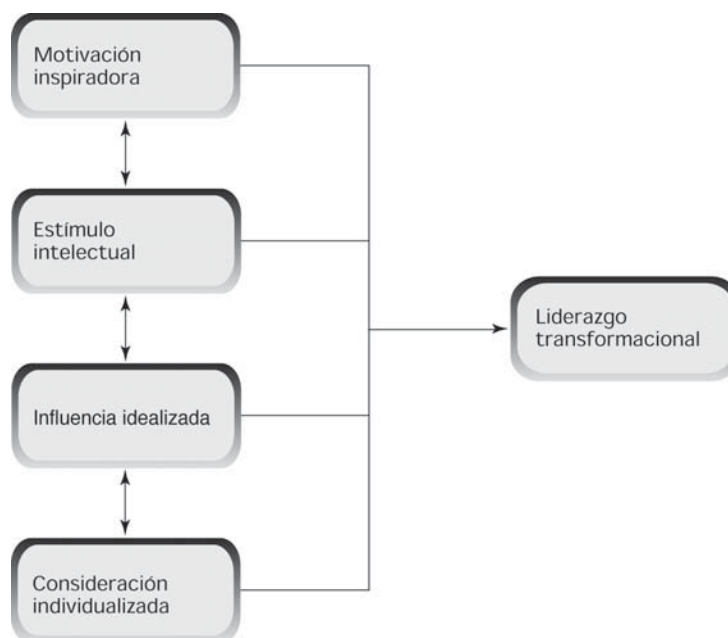 Motivación
inspiradora
Estímulo
intelectual
Influencia idealizada
Consideración
individualizada
Liderazgo
transformacional